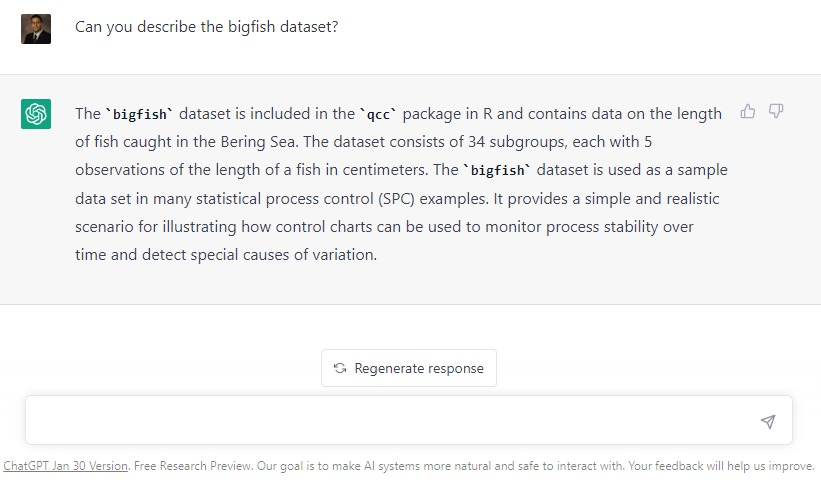 Can you describe the bigfish dataset?
The `bigfish` dataset is included in the `qcc` package in R and contains data on the length
of fish caught in the Bering Sea. The dataset consists of 34 subgroups, each with 5
observations of the length of a fish in centimeters. The `bigfish` dataset is used as a sample
data set in many statistical process control (SPC) examples. It provides a simple and realistic
scenario for illustrating how control charts can be used to monitor process stability over
time and detect special causes of variation.
Regenerate response
ChatGPT Jan 30 Version. Free Research Preview. Our goal is to make AI systems more natural and safe to interact with. Your feedback will help us improve.